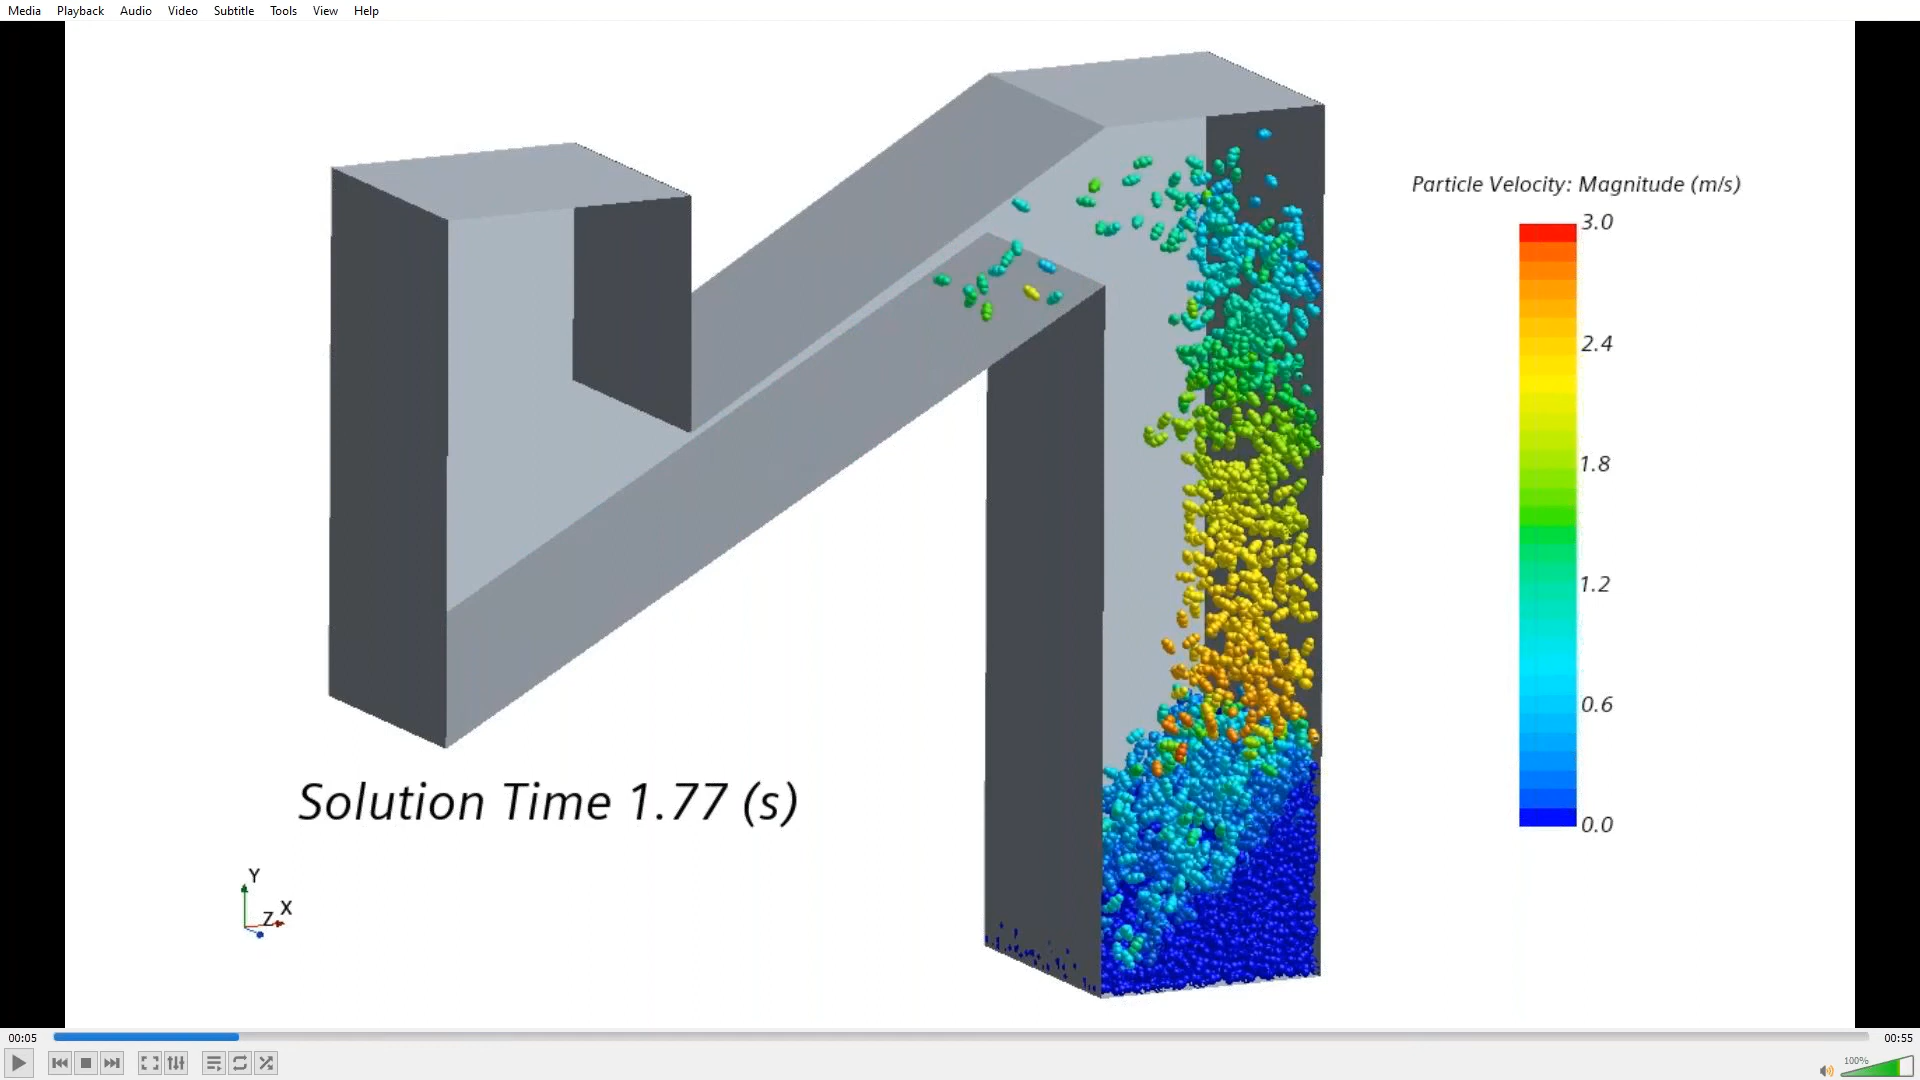 Media Playback Audio Video Subtitle Tools View Help
Particle Velocity: Magnitude (m/s)
3.0
2.4
1.8
1.2
0.6
0.0
Solution Time 1.77 (s)
Y
Z X
00:05 00:55
100%